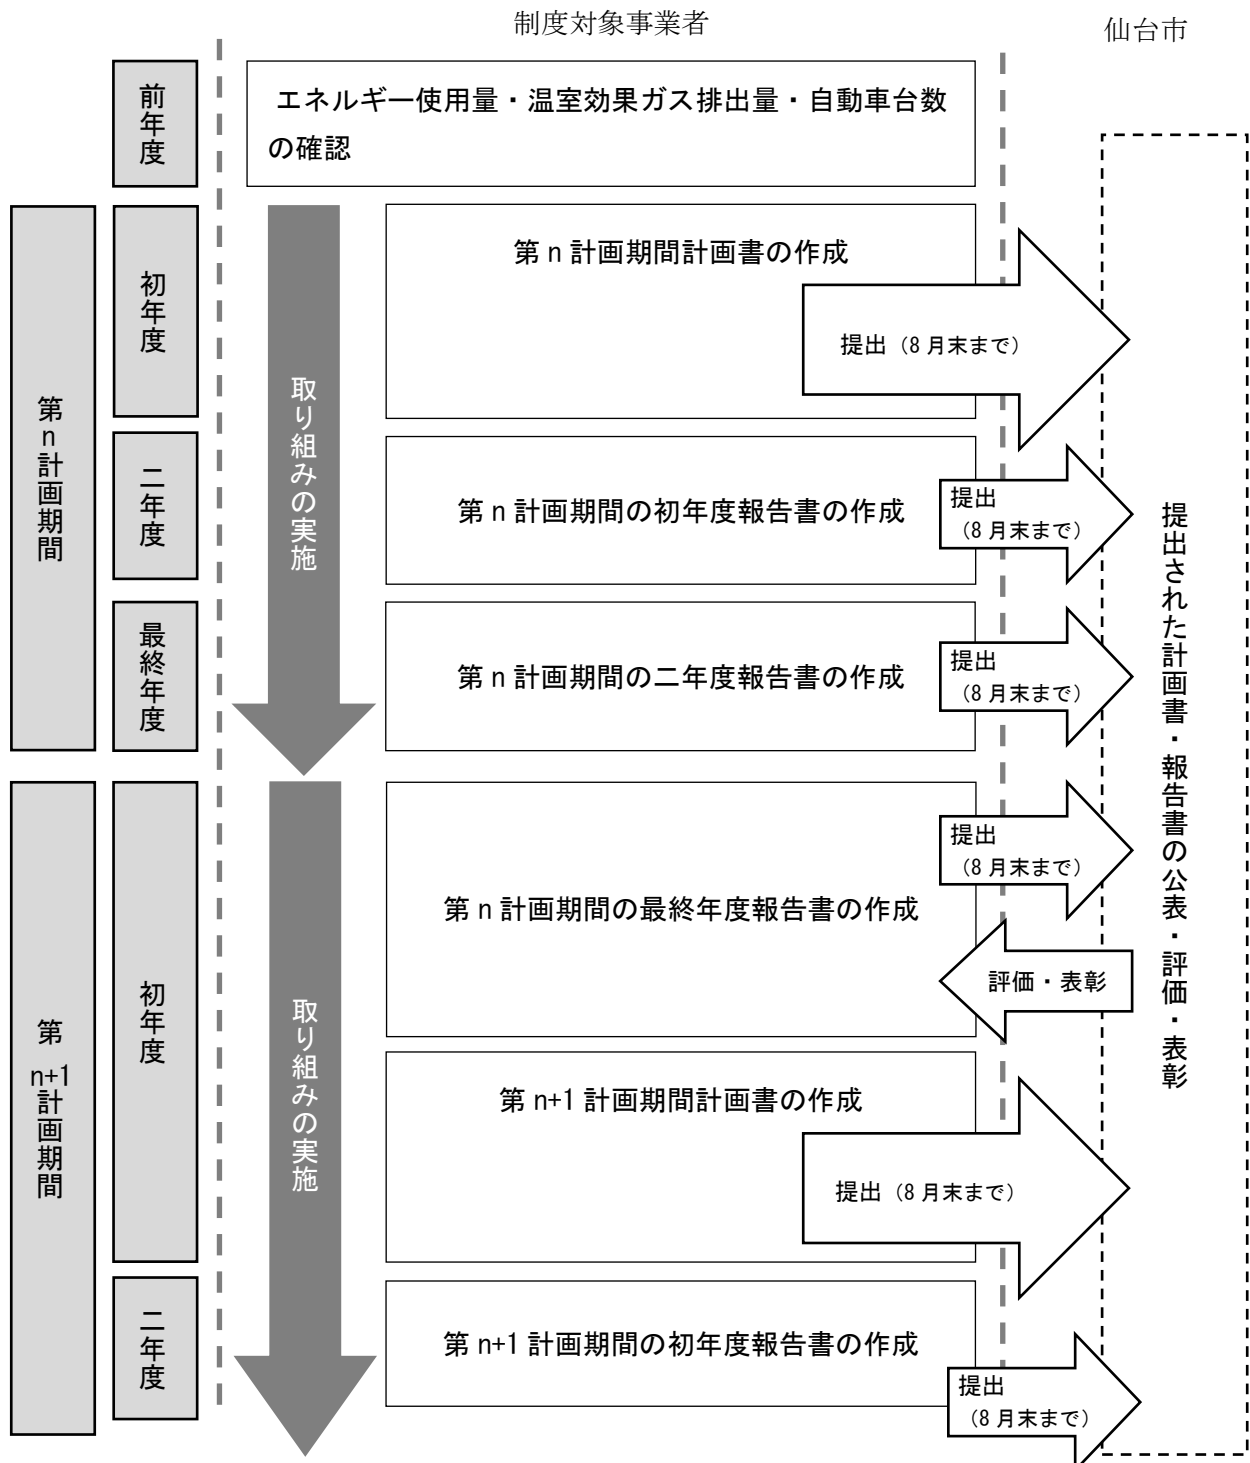 制度対象事業者
仙台市
前年度
エネルギー使用量・温室効果ガス排出量・自動車台数
の確認
第n計画期間
初年度
取り組みの実施
第 n 計画期間計画書の作成
提出（8 月末まで）
二年度
第 n 計画期間の初年度報告書の作成
提出
（8 月末まで）
最終年度
第 n 計画期間の二年度報告書の作成
提出
（8 月末まで）
提出された計画書・報告書の公表・評価・表彰
第n+1計画期間
初年度
取り組みの実施
第 n 計画期間の最終年度報告書の作成
提出
（8 月末まで）
評価・表彰
第 n+1 計画期間計画書の作成
提出（8 月末まで）
二年度
第 n+1 計画期間の初年度報告書の作成
提出
（8 月末まで）